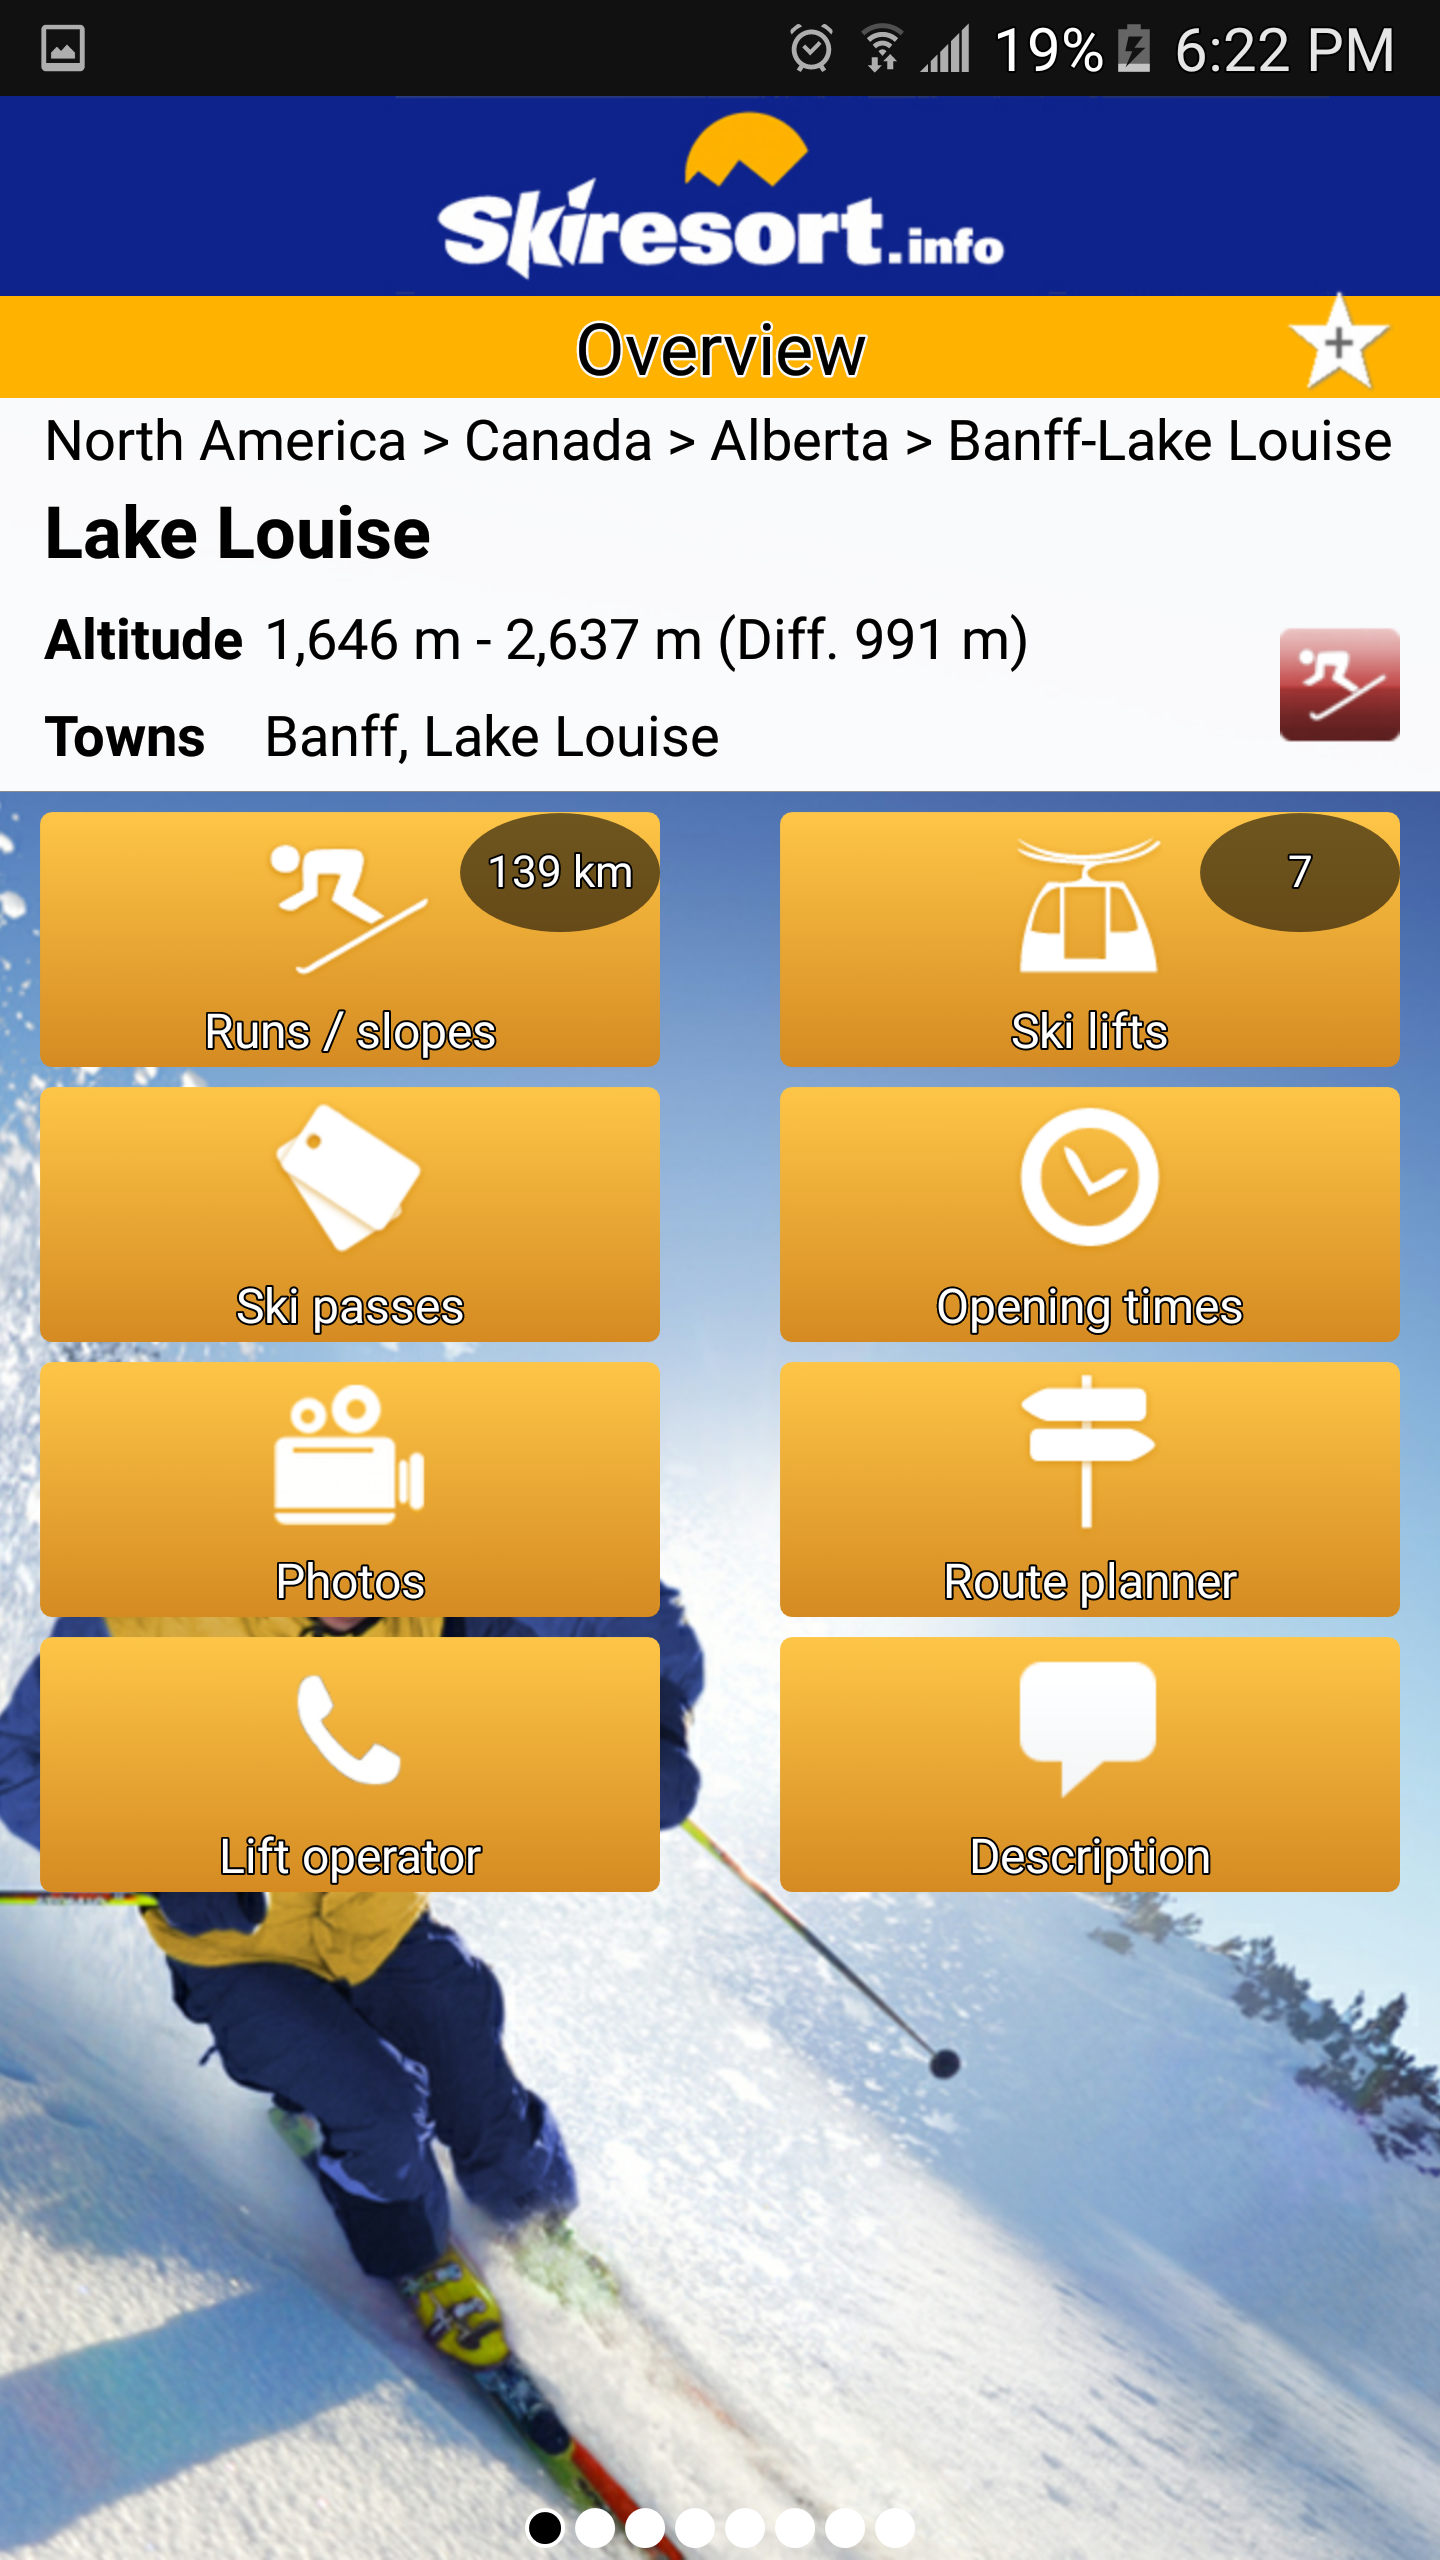 19% 6:22 PM
Skiresort.info
Overview
North America > Canada > Alberta > Banff-Lake Louise
Lake Louise
Altitude 1,646 m - 2,637 m (Diff. 991 m)
Towns Banff, Lake Louise
139 km
Runs / slopes
7
Ski lifts
Ski passes
Opening times
Photos
Route planner
Lift operator
Description